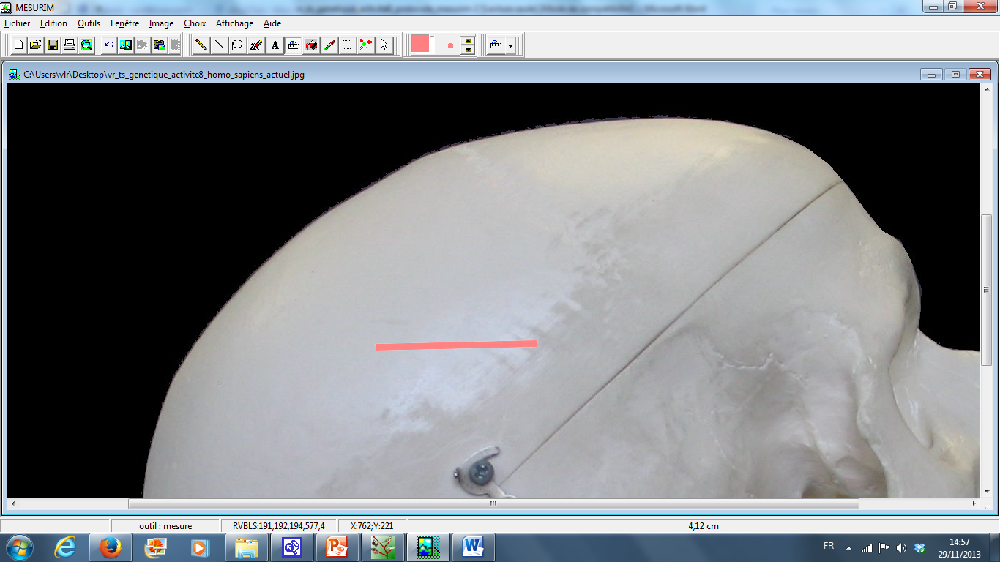 MESURIM
Fichier Edition Outils Fenêtre Image Choix Affichage Aide
A
C:\Users\vlr\Desktop\vr_ts_genetique_activite8_homo_sapiens_actuel.jpg
outil : mesure RVBLS:191,192,194,577,4 X:762;Y:221 4,12 cm
FR 14:57
29/11/2013